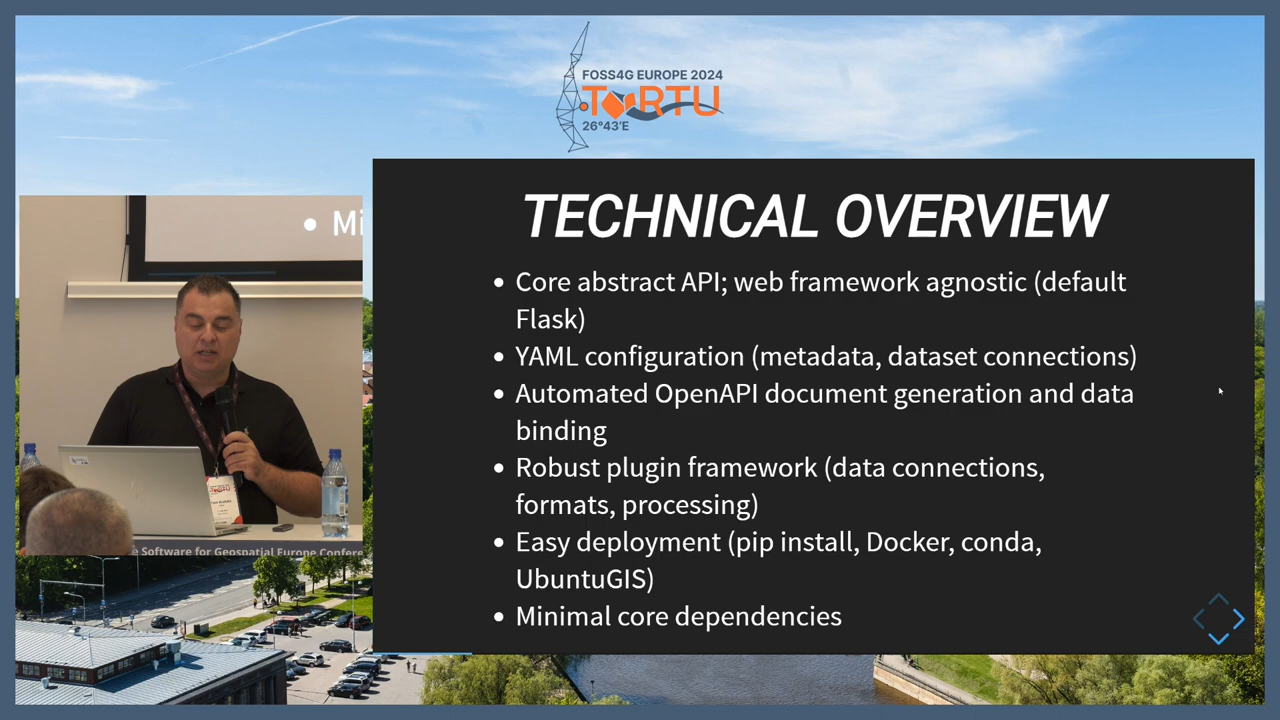 FOSS4G EUROPE 2024
TORTU
26°43'E
TECHNICAL OVERVIEW
• Core abstract API; web framework agnostic (default
Flask)
• YAML configuration (metadata, dataset connections)
• Automated OpenAPI document generation and data
binding
• Robust plugin framework (data connections,
formats, processing)
• Easy deployment (pip install, Docker, conda,
UbuntuGIS)
• Minimal core dependencies
• Mi
Software for Geospatial Europe Confere